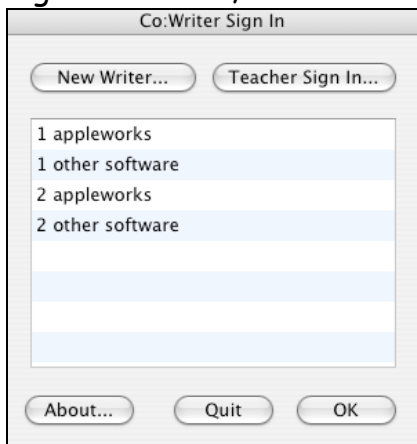 Co:Writer Sign In
New Writer... Teacher Sign In...
1 appleworks
1 other software
2 appleworks
2 other software
About... Quit OK